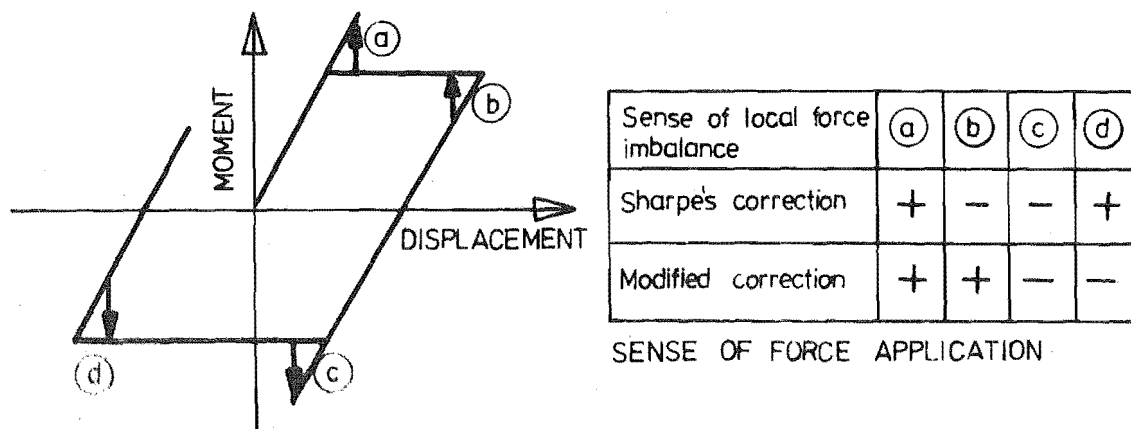 ⓐ
MOMENT
ⓑ
DISPLACEMENT
ⓓ
ⓒ
Sense of local force imbalance ⓐ ⓑ ⓒ ⓓ
Sharpe's correction + − − +
Modified correction + + − −
SENSE OF FORCE APPLICATION